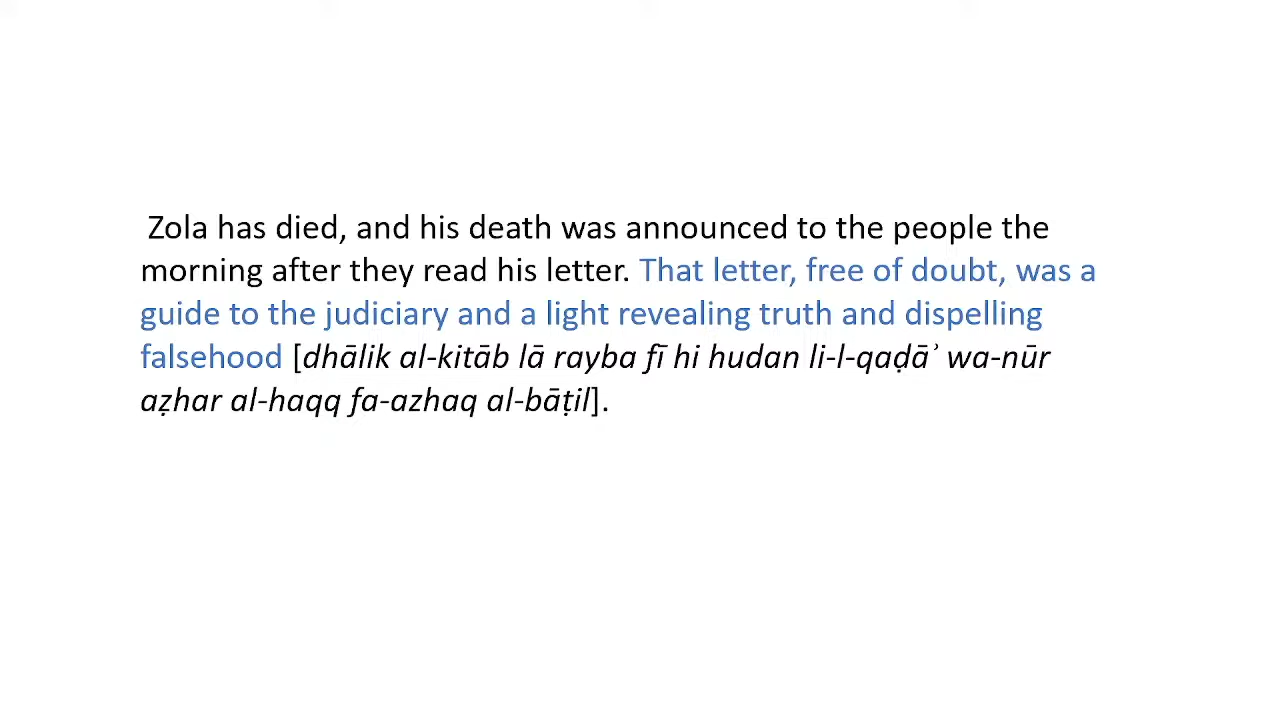 Zola has died, and his death was announced to the people the
morning after they read his letter. That letter, free of doubt, was a
guide to the judiciary and a light revealing truth and dispelling
falsehood [dhālik al-kitāb lā rayba fī hi hudan li-l-qaḍāʾ wa-nūr
aẓhar al-haqq fa-azhaq al-bāṭil].